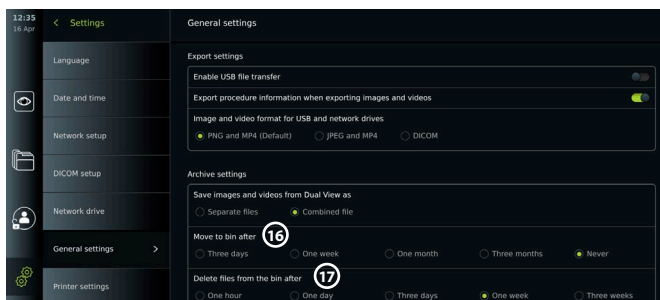 12:35
16 Apr
Settings
Language
Date and time
Network setup
DICOM setup
Network drive
General settings
Printer settings
General settings
Export settings
Enable USB file transfer
Export procedure information when exporting images and videos
Image and video format for USB and network drives
PNG and MP4 (Default) JPEG and MP4 DICOM
Archive settings
Save images and videos from Dual View as
Separate files Combined file
Move to bin after 16
Three days One week One month Three months Never
Delete files from the bin after 17
One hour One day Three days One week Three weeks